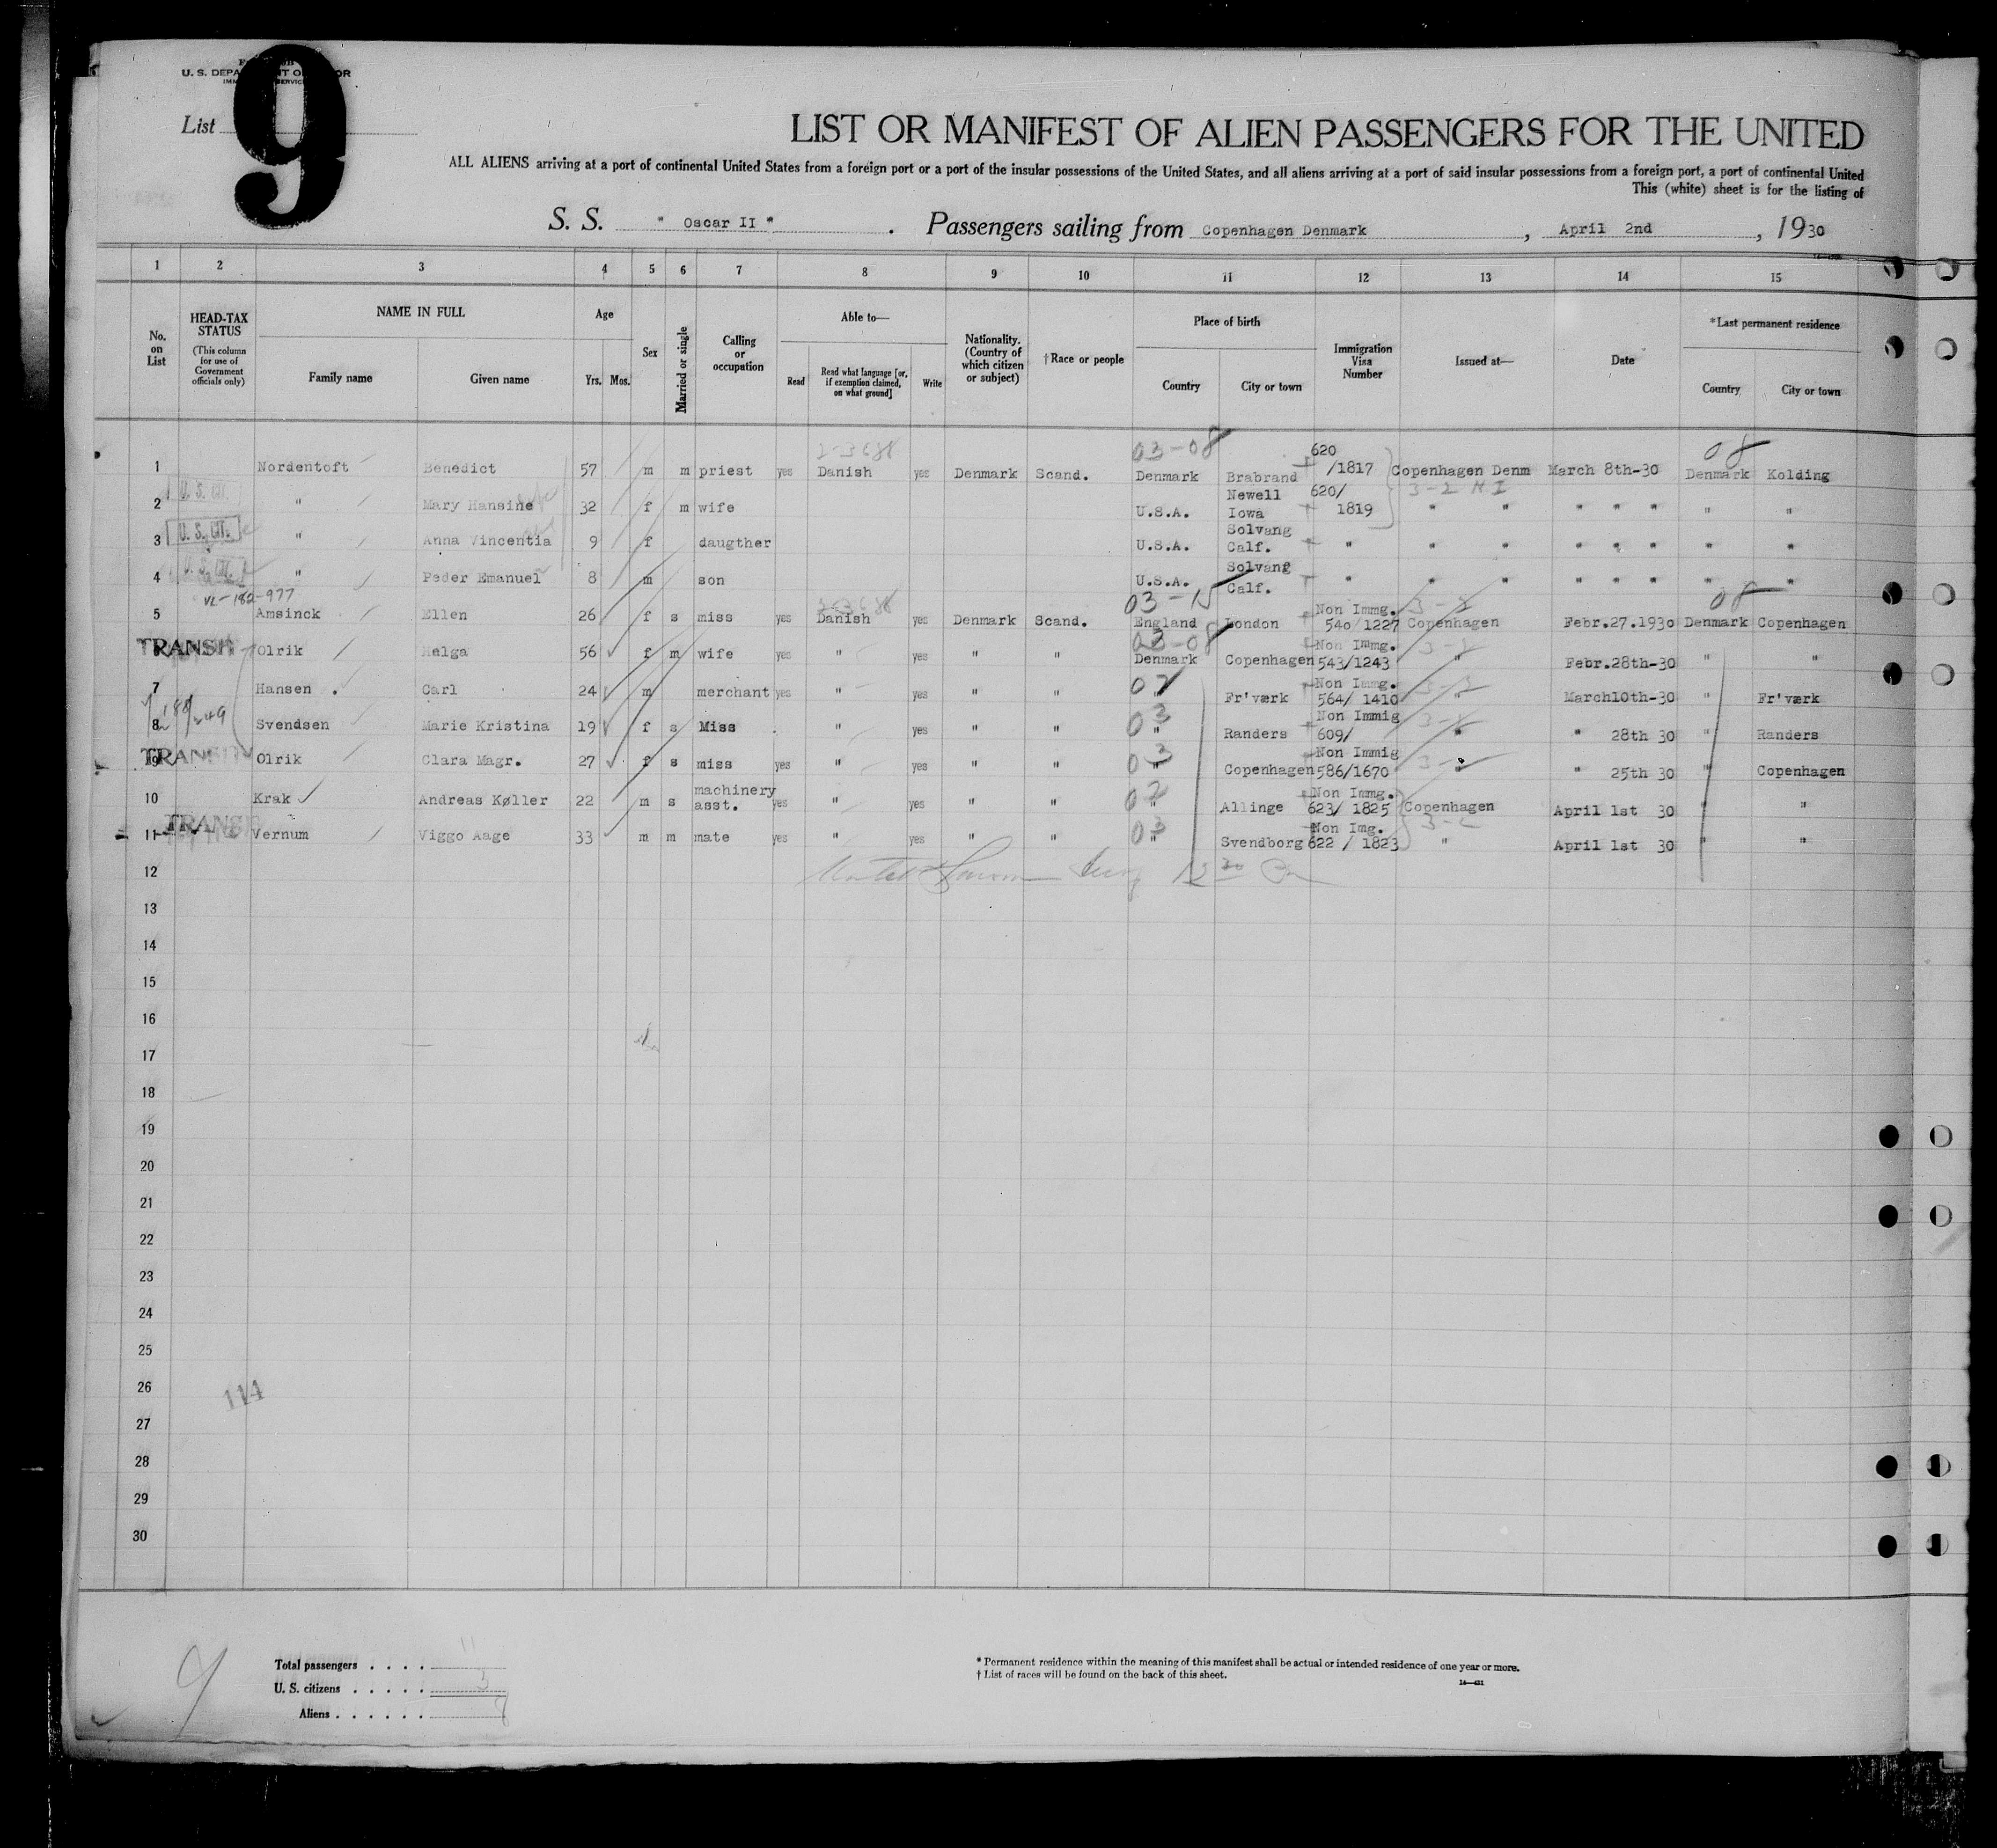 U. S. DEPA
List 9
LIST OR MANIFEST OF ALIEN PASSENGERS FOR THE UNITED
ALL ALIENS arriving at a port of continental United States from a foreign port or a port of the insular possessions of the United States, and all aliens arriving at a port of said insular possessions from a foreign port, a port of continental United
This (white) sheet is for the listing of
S. S. " Oscar II " . Passengers sailing from Copenhagen Denmark , April 2nd , 1930
1 2 3 4 5 6 7 8 9 10 11 12 13 14 15
No. on List HEAD-TAX STATUS (This column for use of Government officials only) NAME IN FULL Family name Given name Age Yrs. Mos. Sex Married or single Calling or occupation Able to— Read Read what language [or, if exemption claimed, on what ground] Write Nationality. (Country of which citizen or subject) †Race or people Place of birth Country City or town Immigration Visa Number Issued at— Date *Last permanent residence Country City or town
03-08 620 08
1 Nordentoft Benedict 57 m m priest yes Danish yes Denmark Scand. Denmark Brabrand /1817 Copenhagen Denm March 8th-30 Denmark Kolding
U. S. CIT. Newell 620/ 3-2 N I
2 " Mary Hansine 32 f m wife U.S.A. Iowa 1819 " " " " " " "
U. S. CIT. Solvang
3 " Anna Vincentia 9 f daugther U.S.A. Calf. " " " " " " " "
U. S. CIT. Solvang
4 " Peder Emanuel 8 m son U.S.A. Calf. " " " " " " " "
VL-182-977 03-15 Non Immg. 08
5 Amsinck Ellen 26 f s miss yes Danish yes Denmark Scand. England London 540/1227 Copenhagen Febr.27.1930 Denmark Copenhagen
03-08 Non Immg.
TRANSIT Olrik Helga 56 f m wife yes " yes " " Denmark Copenhagen 543/1243 " Febr.28th-30 " "
Non Immg.
7 Hansen . Carl 24 m merchant yes " yes " " " Fr'værk 564/ 1410 " March10th-30 " Fr'værk
03 Non Immig
8 Svendsen Marie Kristina 19 f s Miss " yes " " " Randers 609/ " " 28th 30 " Randers
03 Non Immig
TRANSIT 9 Olrik Clara Magr. 27 f s miss yes " yes " " " Copenhagen 586/1670 " " 25th 30 " Copenhagen
machinery Non Immg.
10 Krak Andreas Køller 22 m s asst. yes " yes " " " Allinge 623/ 1825 Copenhagen April 1st 30 " "
TRANSIT 03 Non Img.
11 Vernum Viggo Aage 33 m m mate yes " yes " " " Svendborg 622 / 1823 " April 1st 30 " "
12
13
14
15
16
17
18
19
20
21
22
23
24
25
26
114
27
28
29
30
9
Total passengers . . . . 11
U. S. citizens . . . . . 3
Aliens . . . . . . 8
* Permanent residence within the meaning of this manifest shall be actual or intended residence of one year or more.
† List of races will be found on the back of this sheet.